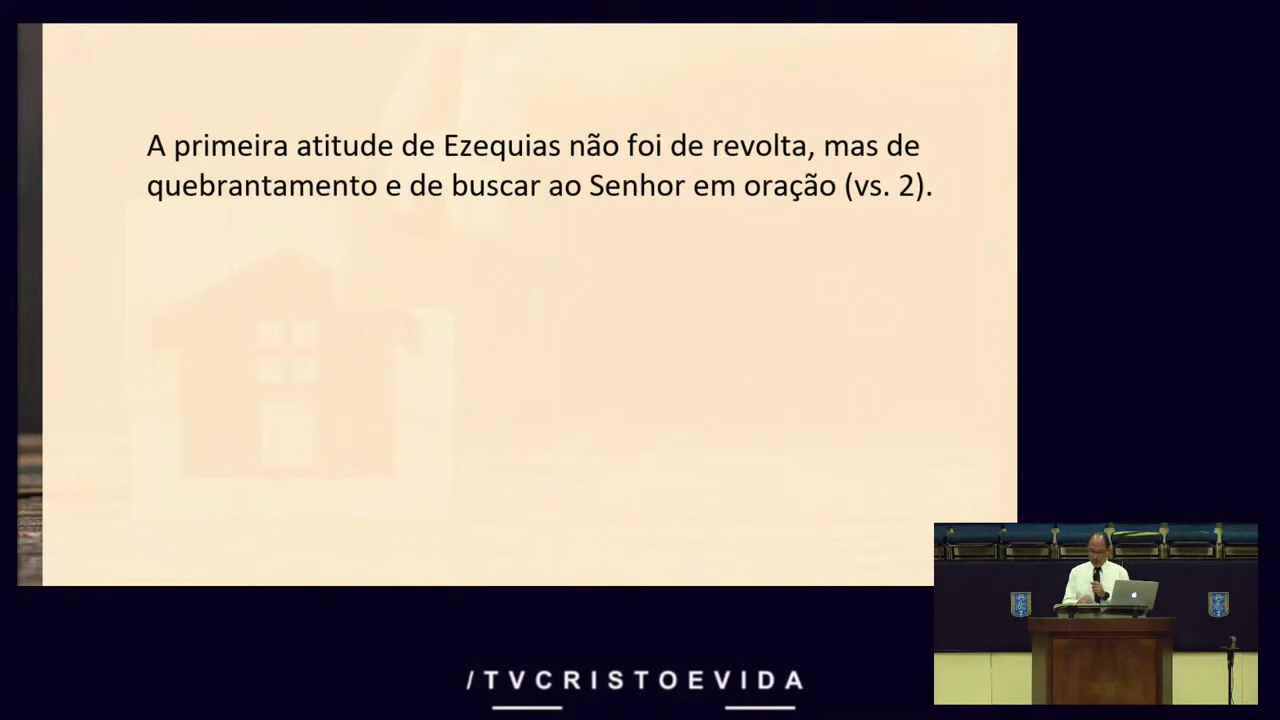 A primeira atitude de Ezequias não foi de revolta, mas de
quebrantamento e de buscar ao Senhor em oração (vs. 2).
/TVCRISTOEVIDA